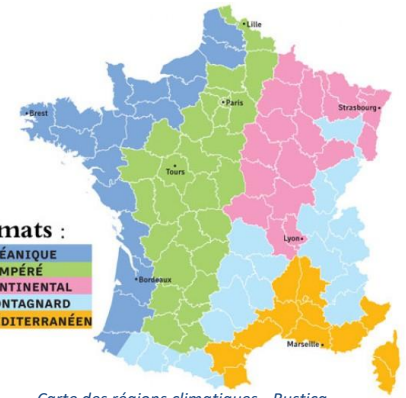 Lille
Paris
Strasbourg
Brest
Tours
mats :
ÉANIQUE
MPÉRÉ
NTINENTAL
ONTAGNARD
DITERRANÉEN
Lyon
Bordeaux
Marseille
Carte des régions climatiques - Rustica